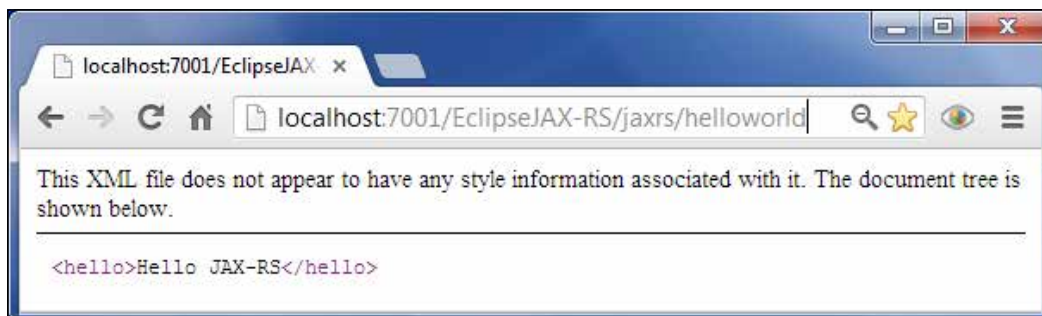 localhost:7001/EclipseJAX
localhost:7001/EclipseJAX-RS/jaxrs/helloworld
This XML file does not appear to have any style information associated with it. The document tree is
shown below.
<hello>Hello JAX-RS</hello>